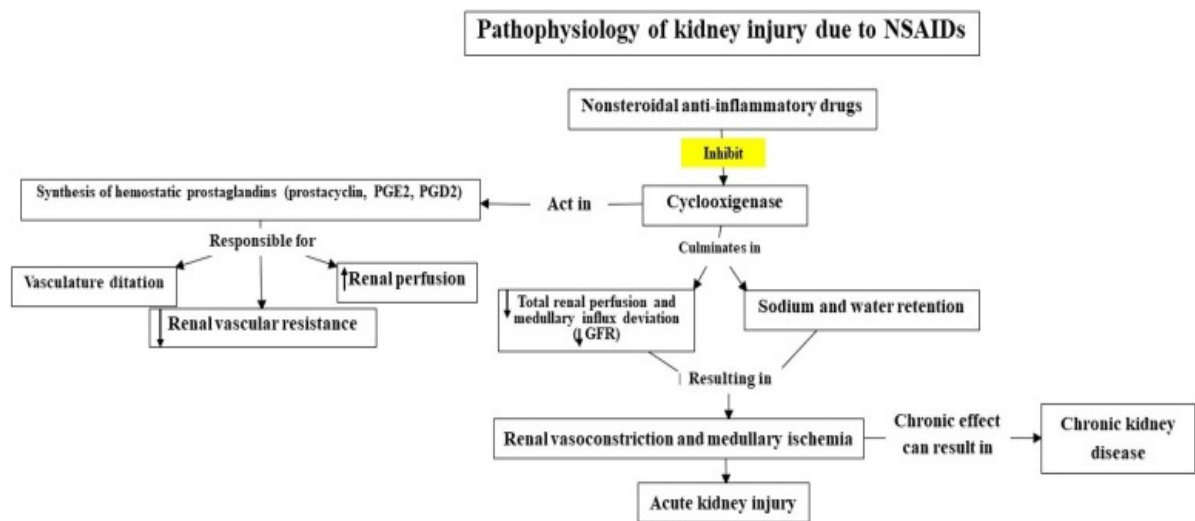 Pathophysiology of kidney injury due to NSAIDs
Nonsteroidal anti-inflammatory drugs
Inhibit
Synthesis of hemostatic prostaglandins (prostacyclin, PGE2, PGD2)
Act in
Cyclooxigenase
Responsible for
Culminates in
Vasculature ditation
↑Renal perfusion
↓Renal vascular resistance
↓Total renal perfusion and
medullary influx deviation
(↓GFR)
Sodium and water retention
Resulting in
Renal vasoconstriction and medullary ischemia
Chronic effect
can result in
Chronic kidney
disease
Acute kidney injury